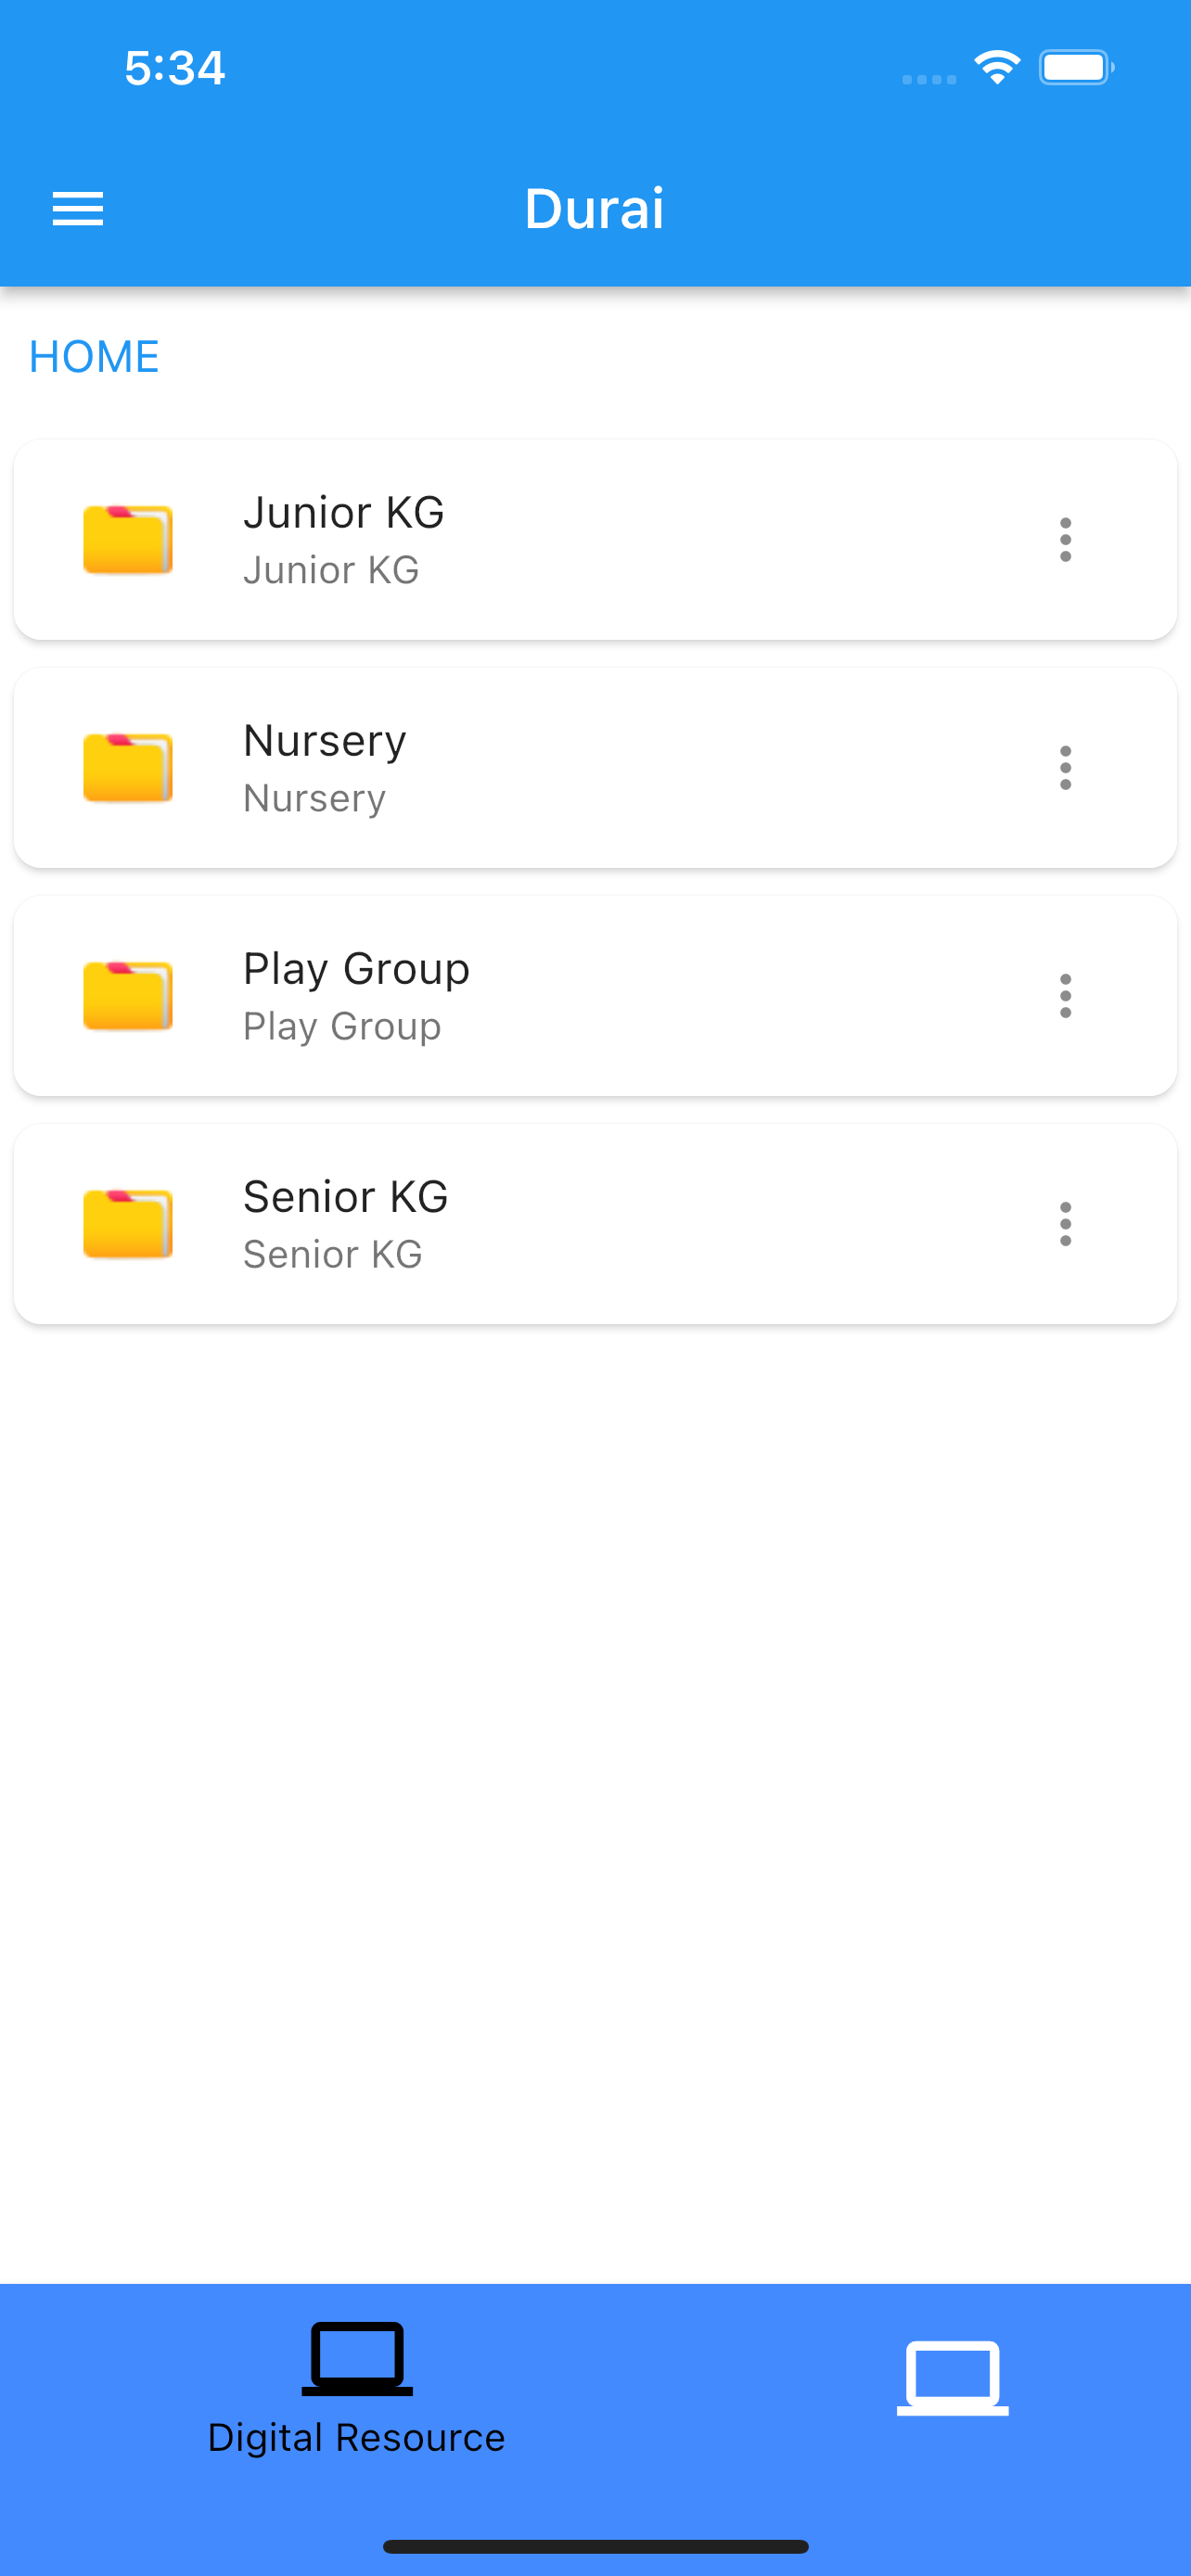 5:34
Durai
HOME
Junior KG
Junior KG
Nursery
Nursery
Play Group
Play Group
Senior KG
Senior KG
Digital Resource